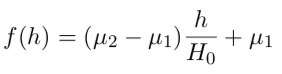 f(h) = (μ₂ − μ₁) h/H₀ + μ₁